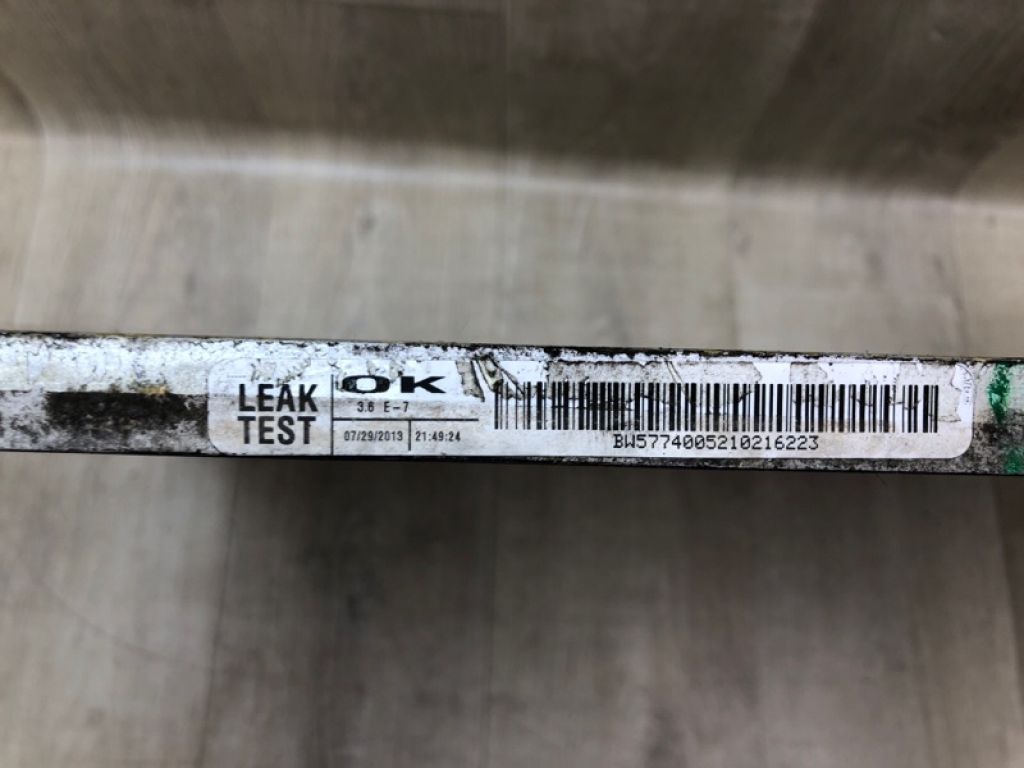 LEAK TEST
OK
3.6 E-7
07/29/2013 21:49:24
BW5774005210216223